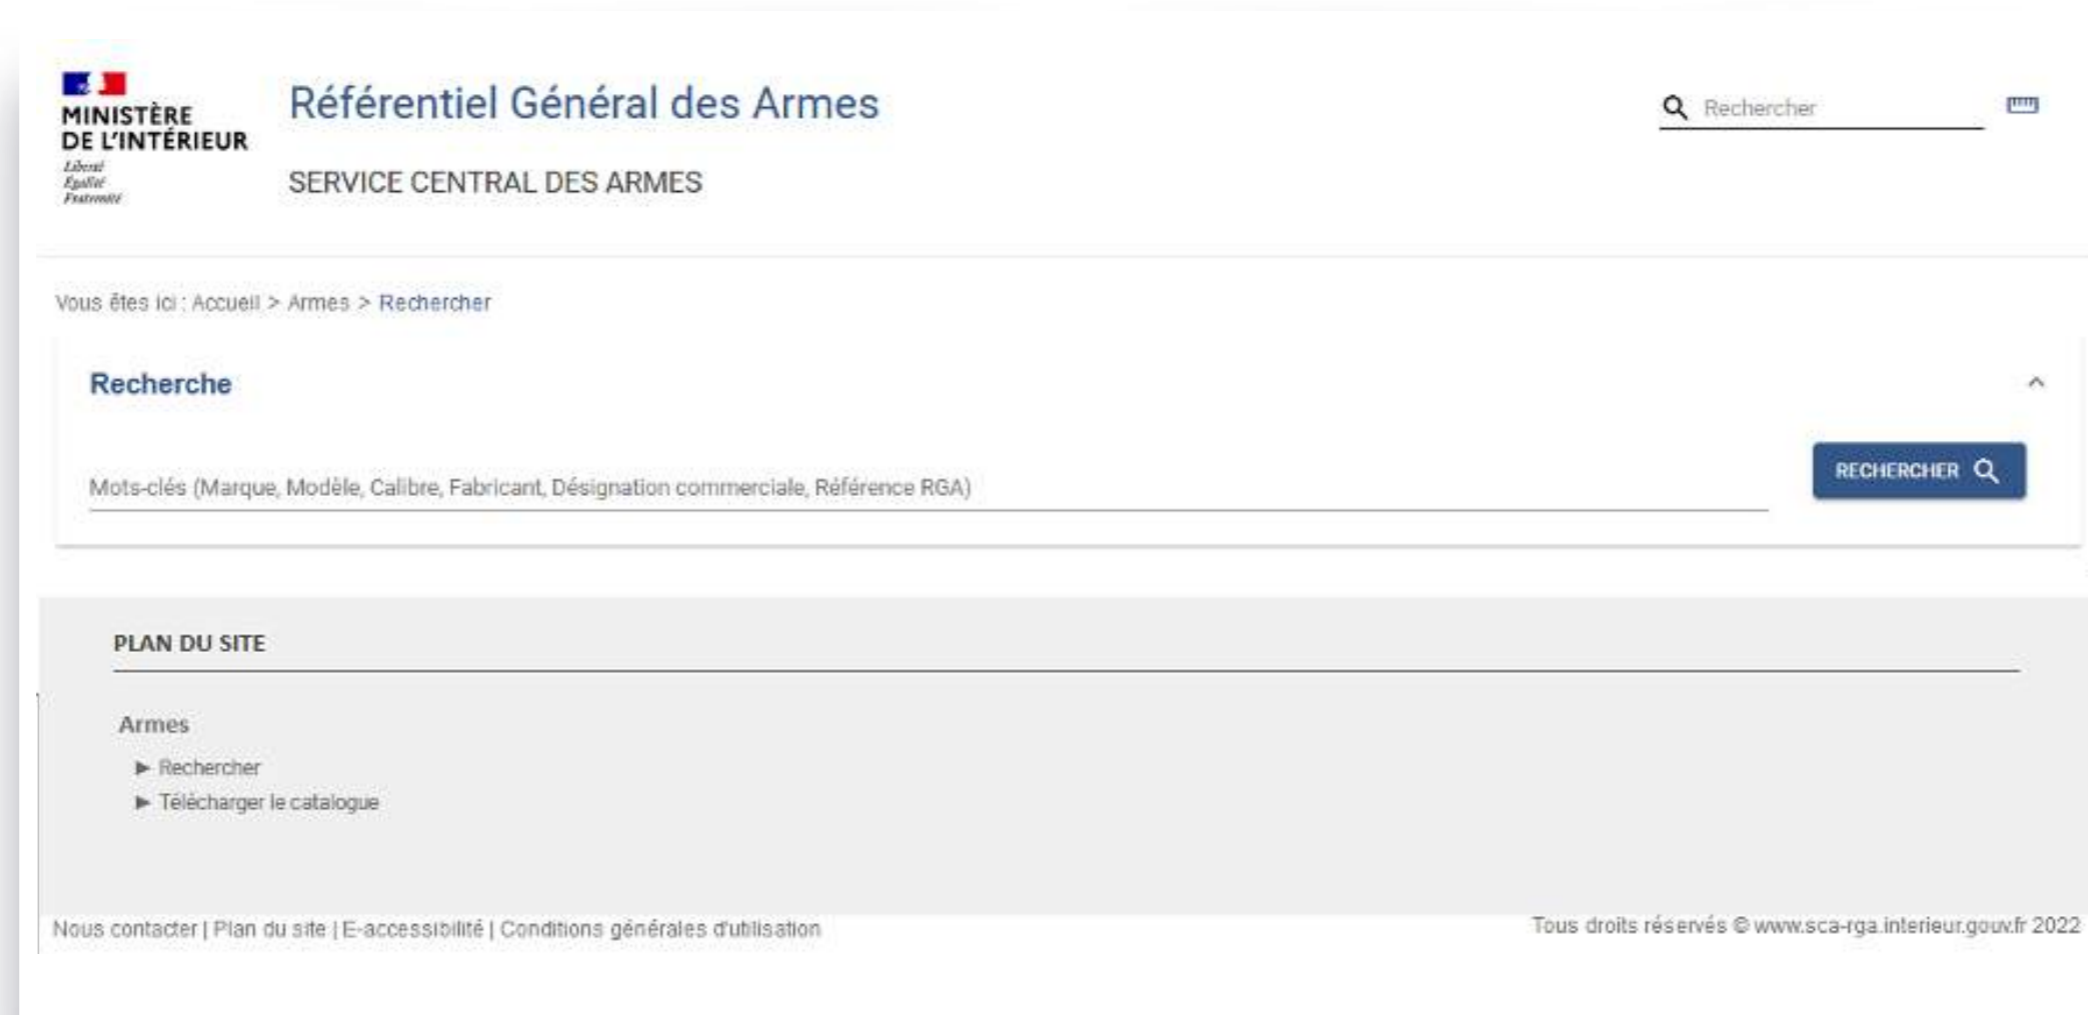 MINISTÈRE
DE L'INTÉRIEUR
Liberté
Égalité
Fraternité
Référentiel Général des Armes
SERVICE CENTRAL DES ARMES
Rechercher
Vous êtes ici : Accueil > Armes > Rechercher
Recherche
Mots-clés (Marque, Modèle, Calibre, Fabricant, Désignation commerciale, Référence RGA)
RECHERCHER
PLAN DU SITE
Armes
► Rechercher
► Télécharger le catalogue
Nous contacter | Plan du site | E-accessibilité | Conditions générales d'utilisation
Tous droits réservés © www.sca-rga.interieur.gouv.fr 2022